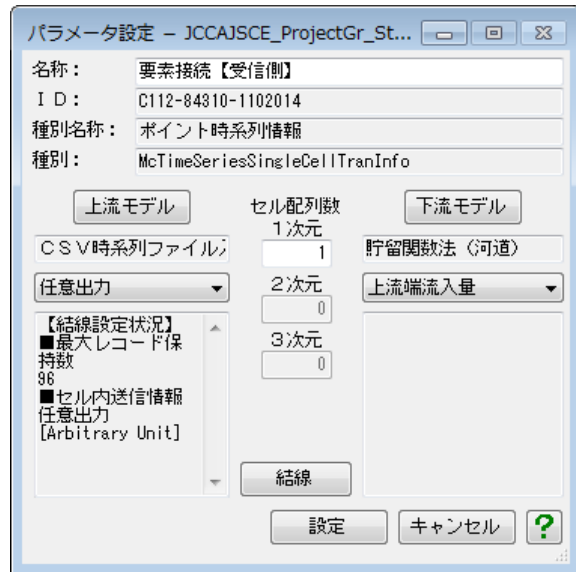 パラメータ設定 – JCCAJSCE_ProjectGr_St...
名称： 要素接続【受信側】
ＩＤ： C112-84310-1102014
種別名称： ポイント時系列情報
種別： McTimeSeriesSingleCellTranInfo
上流モデル セル配列数 下流モデル
1次元
ＣＳＶ時系列ファイル 1 貯留関数法（河道）
任意出力 2次元 上流端流入量
0
【結線設定状況】
■最大レコード保 3次元
持数 0
96
■セル内送信情報
任意出力
[Arbitrary Unit]
結線
設定 キャンセル ?